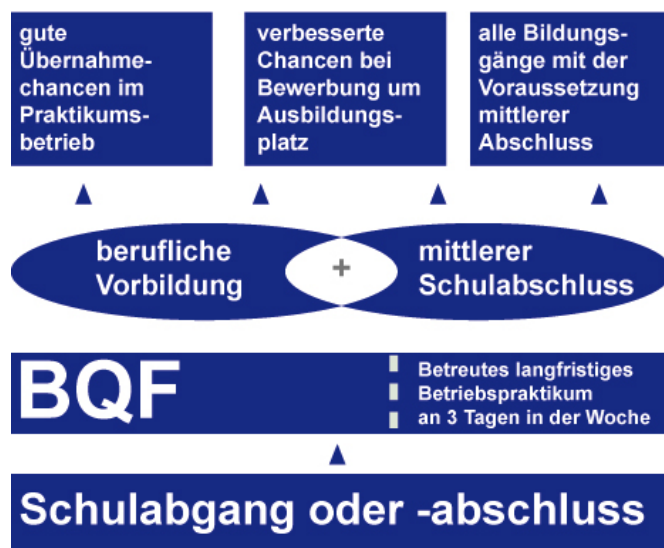 gute
Übernahme-
chancen im
Praktikums-
betrieb
verbesserte
Chancen bei
Bewerbung um
Ausbildungs-
platz
alle Bildungs-
gänge mit der
Voraussetzung
mittlerer
Abschluss
berufliche
Vorbildung
+
mittlerer
Schulabschluss
BQF
Betreutes langfristiges
Betriebspraktikum
an 3 Tagen in der Woche
Schulabgang oder -abschluss